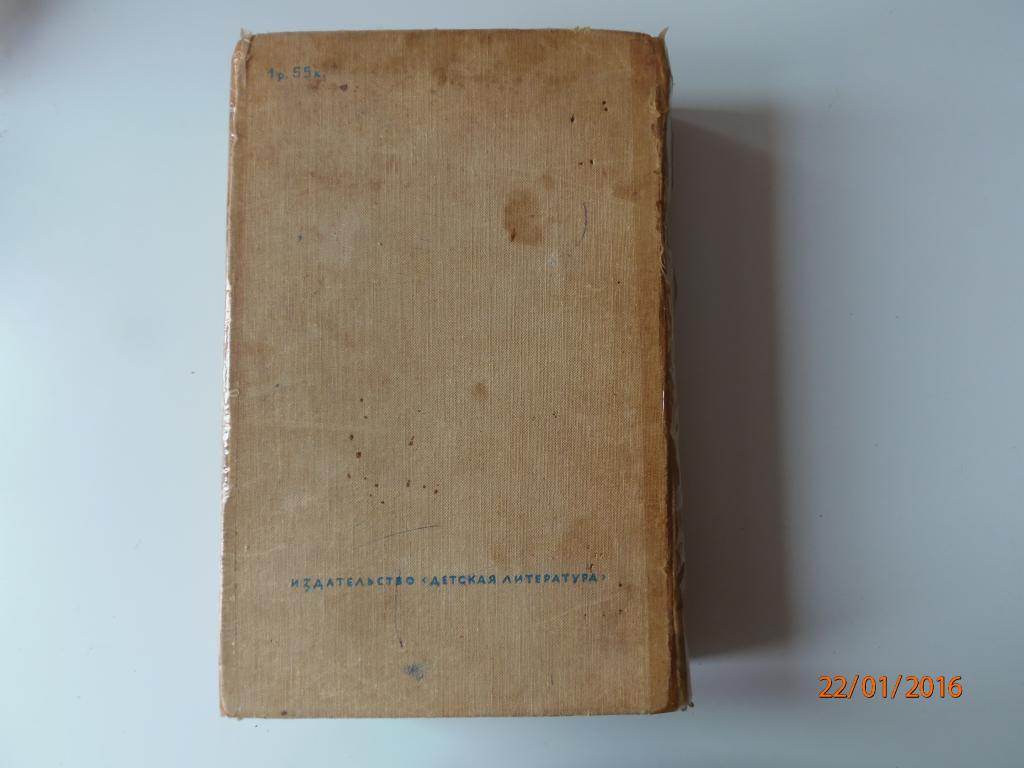 1р. 55к.
ИЗДАТЕЛЬСТВО «ДЕТСКАЯ ЛИТЕРАТУРА»
22/01/2016